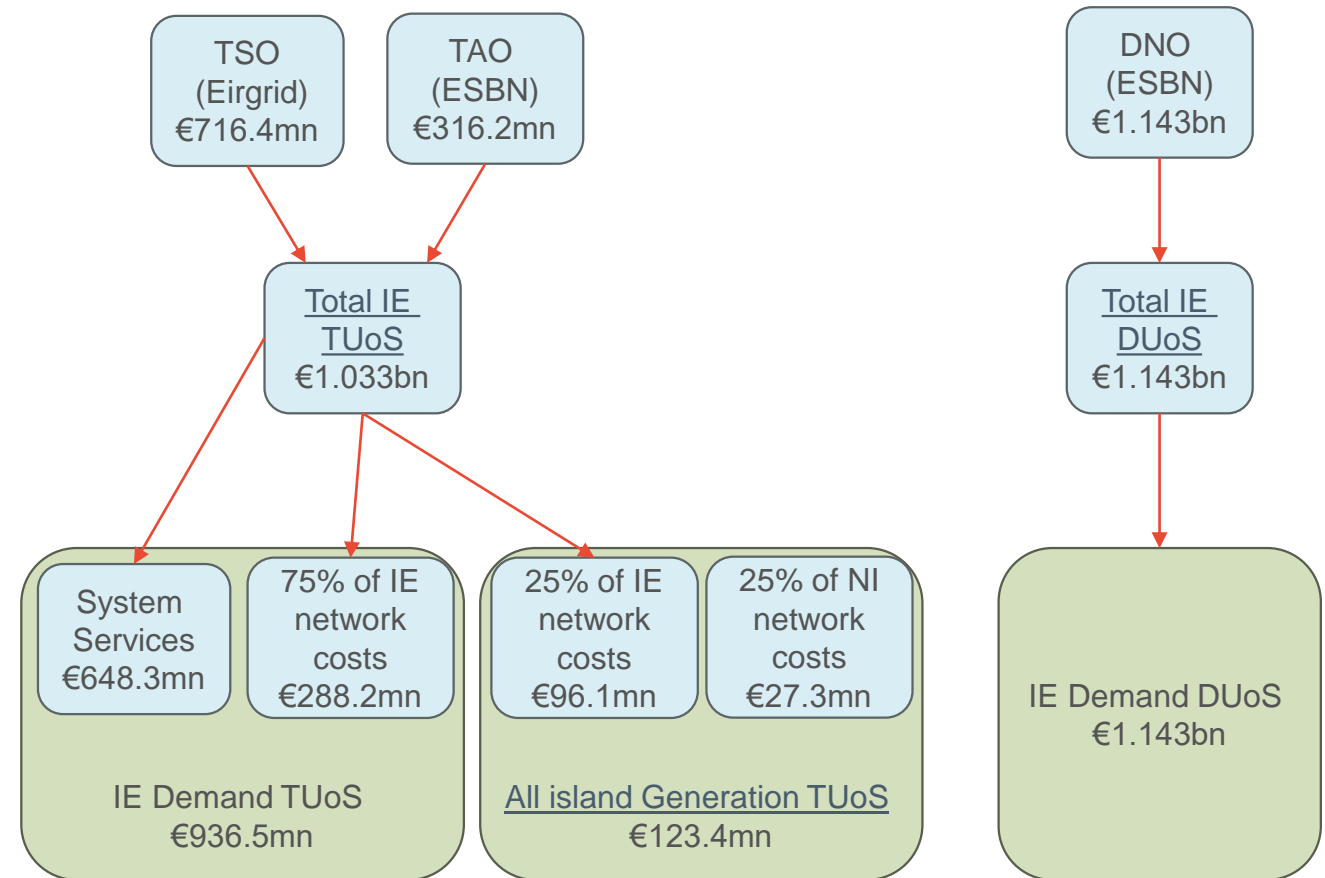 TSO
(Eirgrid)
€716.4mn
TAO
(ESBN)
€316.2mn
DNO
(ESBN)
€1.143bn
Total IE
TUoS
€1.033bn
Total IE
DUoS
€1.143bn
System
Services
€648.3mn
75% of IE
network
costs
€288.2mn
IE Demand TUoS
€936.5mn
25% of IE
network
costs
€96.1mn
25% of NI
network
costs
€27.3mn
All island Generation TUoS
€123.4mn
IE Demand DUoS
€1.143bn